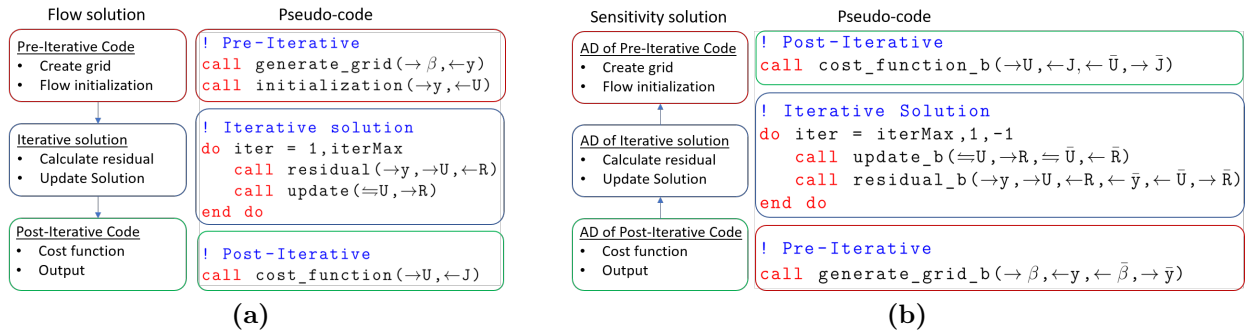 Flow solution
Pre-Iterative Code
• Create grid
• Flow initialization
Iterative solution
• Calculate residual
• Update Solution
Post-Iterative Code
• Cost function
• Output
Pseudo-code
! Pre-Iterative
call generate_grid(→ β,←y)
call initialization(→y,←U)
! Iterative solution
do iter = 1,iterMax
call residual(→y,→U,←R)
call update(⇋U,→R)
end do
! Post-Iterative
call cost_function(→U,←J)
(a)
Sensitivity solution
AD of Pre-Iterative Code
• Create grid
• Flow initialization
AD of Iterative solution
• Calculate residual
• Update Solution
AD of Post-Iterative Code
• Cost function
• Output
Pseudo-code
! Post-Iterative
call cost_function_b(→U,←J,← Ū,→ J̄)
! Iterative Solution
do iter = iterMax,1,-1
call update_b(⇋U,→R,⇋ Ū,← R̄)
call residual_b(→y,→U,←R,← ȳ,← Ū,→ R̄)
end do
! Pre-Iterative
call generate_grid_b(→ β,←y,← β̄,→ ȳ)
(b)